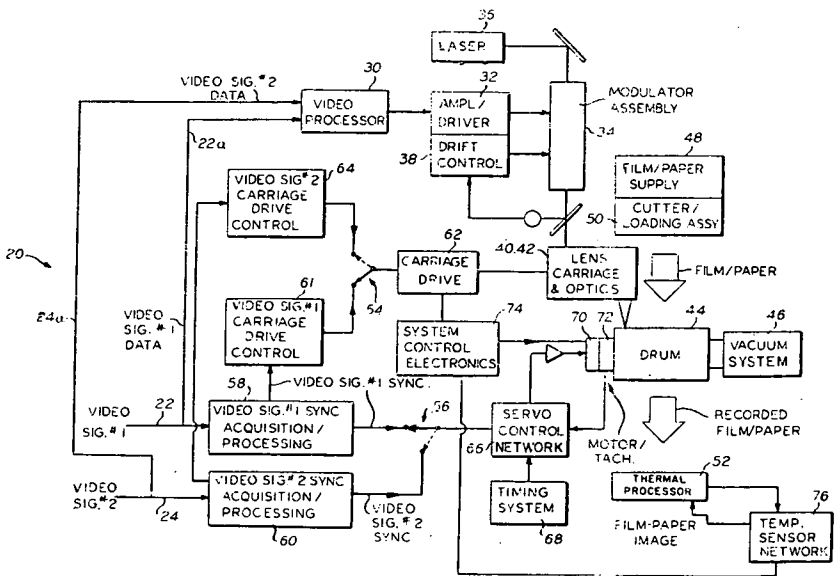 35
LASER
VIDEO SIG.#2
DATA
30
VIDEO
PROCESSOR
22a
32
AMPL/
DRIVER
38
DRIFT
CONTROL
MODULATOR
ASSEMBLY
34
48
FILM/PAPER
SUPPLY
CUTTER/
LOADING ASSY
50
64
VIDEO SIG#2
CARRIAGE
DRIVE
CONTROL
62
CARRIAGE
DRIVE
40,42
LENS
CARRIAGE
& OPTICS
FILM/PAPER
20
24a
VIDEO
SIG.#1
DATA
61
VIDEO SIG.#1
CARRIAGE
DRIVE
CONTROL
54
SYSTEM
CONTROL
ELECTRONICS
74
70
72
44
DRUM
46
VACUUM
SYSTEM
58
VIDEO SIG.#1 SYNC.
VIDEO
SIG.#1
22
VIDEO SIG.#1 SYNC
ACQUISITION/
PROCESSING
56
SERVO
CONTROL
NETWORK
66
MOTOR/
TACH.
RECORDED
FILM/PAPER
VIDEO
SIG#2
24
VIDEO SIG#2 SYNC
ACQUISITION/
PROCESSING
60
VIDEO
SIG.#2
SYNC
TIMING
SYSTEM
68
52
THERMAL
PROCESSOR
FILM-PAPER
IMAGE
76
TEMP.
SENSOR
NETWORK